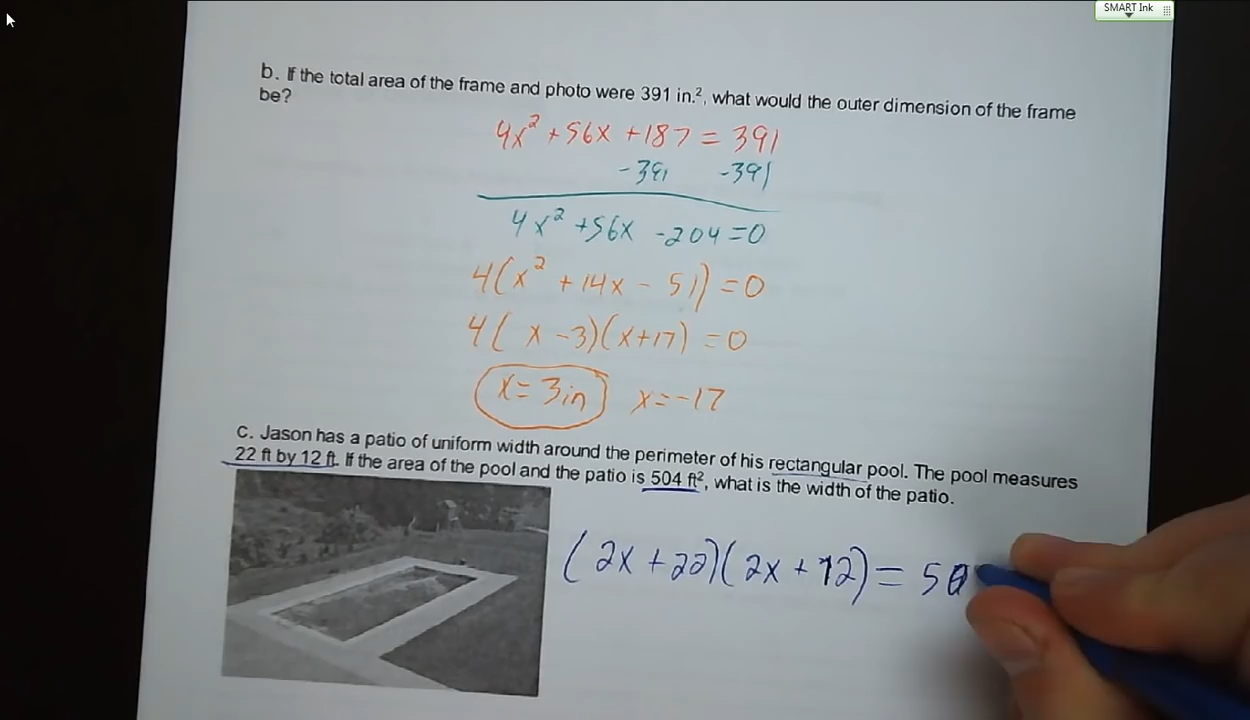 SMART Ink
b. If the total area of the frame and photo were 391 in.², what would the outer dimension of the frame
be?
4x² + 56x + 187 = 391
-391 -391
4x² + 56x - 204 = 0
4(x² + 14x - 51) = 0
4(x - 3)(x + 17) = 0
x = 3in x = -17
c. Jason has a patio of uniform width around the perimeter of his rectangular pool. The pool measures
22 ft by 12 ft. If the area of the pool and the patio is 504 ft², what is the width of the patio.
(2x + 22)(2x + 12) = 50